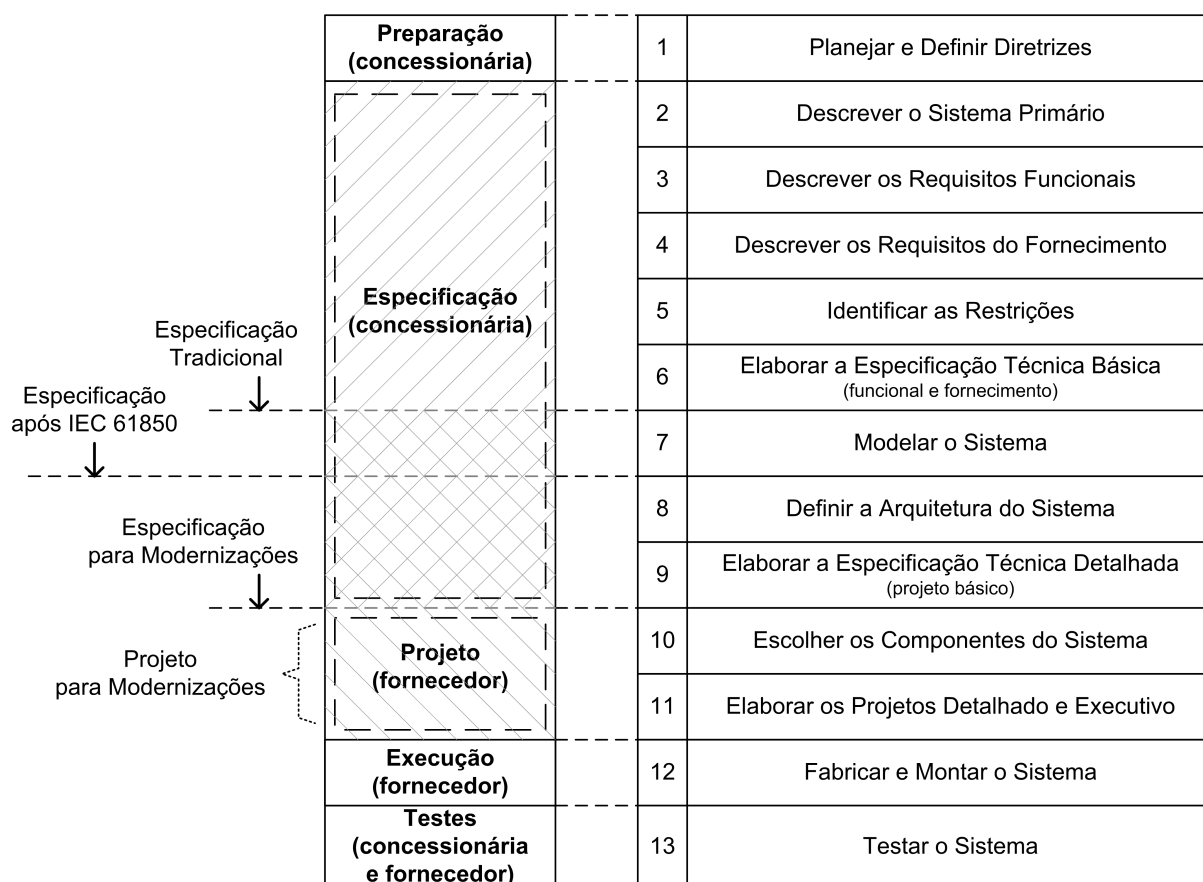 Preparação
(concessionária)
1
Planejar e Definir Diretrizes
2
Descrever o Sistema Primário
3
Descrever os Requisitos Funcionais
4
Descrever os Requisitos do Fornecimento
Especificação
(concessionária)
5
Identificar as Restrições
Especificação
Tradicional
6
Elaborar a Especificação Técnica Básica
(funcional e fornecimento)
Especificação
após IEC 61850
7
Modelar o Sistema
8
Definir a Arquitetura do Sistema
Especificação
para Modernizações
9
Elaborar a Especificação Técnica Detalhada
(projeto básico)
Projeto
para Modernizações
Projeto
(fornecedor)
10
Escolher os Componentes do Sistema
11
Elaborar os Projetos Detalhado e Executivo
Execução
(fornecedor)
12
Fabricar e Montar o Sistema
Testes
(concessionária
e fornecedor)
13
Testar o Sistema